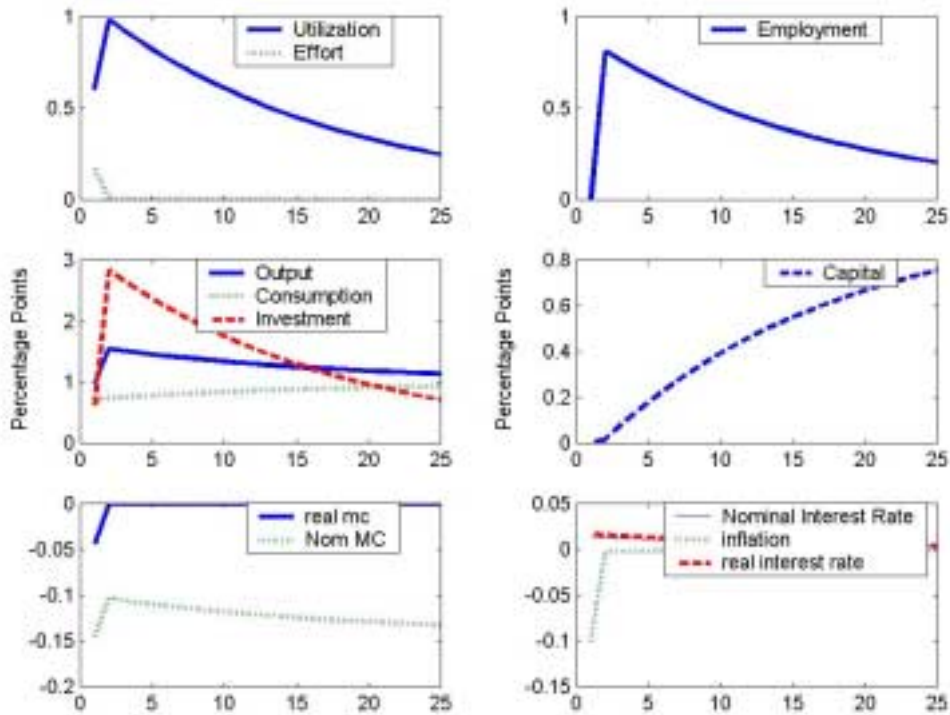 1
0.5
0
0 5 10 15 20 25
Utilization
Effort
1
0.5
0
0 5 10 15 20 25
Employment
Percentage Points
3
2
1
0
0 5 10 15 20 25
Output
Consumption
Investment
Percentage Points
0.8
0.6
0.4
0.2
0
0 5 10 15 20 25
Capital
0
-0.05
-0.1
-0.15
-0.2
0 5 10 15 20 25
real mc
Nom MC
0.05
0
-0.05
-0.1
-0.15
0 5 10 15 20 25
Nominal Interest Rate
inflation
real interest rate